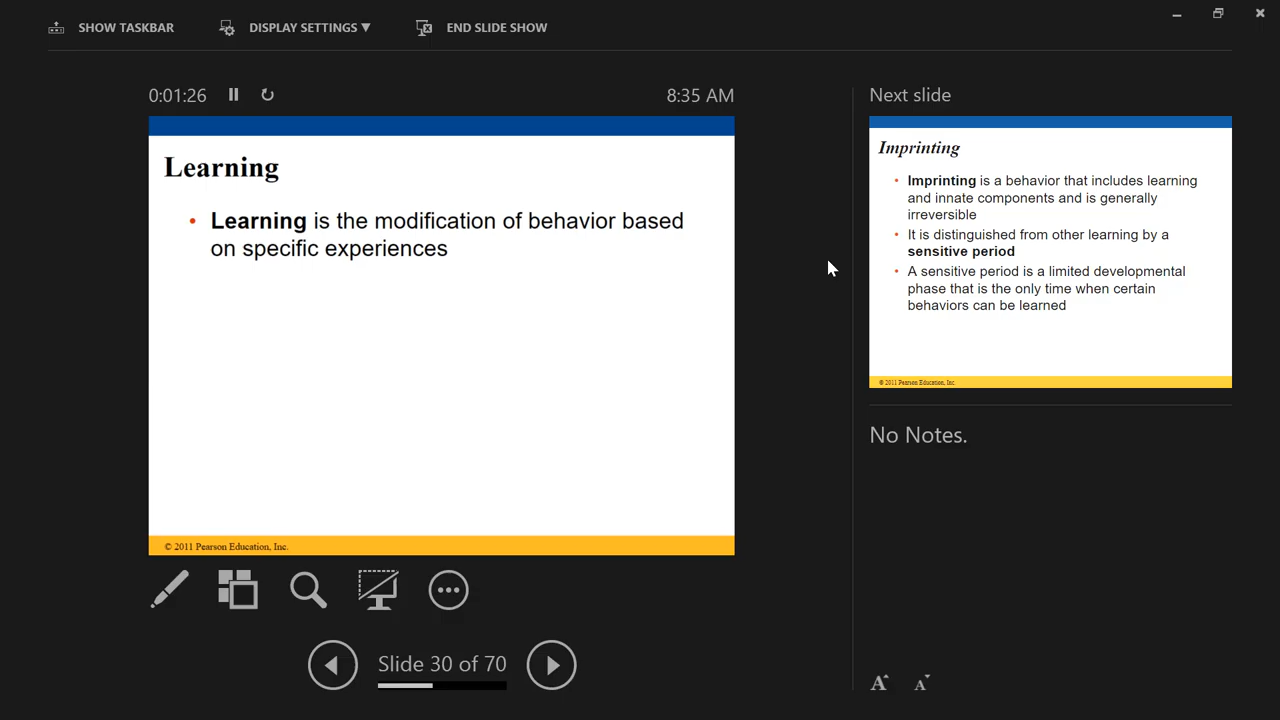 SHOW TASKBAR
DISPLAY SETTINGS ▼
END SLIDE SHOW
0:01:26
8:35 AM
Learning
• Learning is the modification of behavior based
on specific experiences
© 2011 Pearson Education, Inc.
Slide 30 of 70
Next slide
Imprinting
• Imprinting is a behavior that includes learning
and innate components and is generally
irreversible
• It is distinguished from other learning by a
sensitive period
• A sensitive period is a limited developmental
phase that is the only time when certain
behaviors can be learned
© 2011 Pearson Education, Inc.
No Notes.
A A